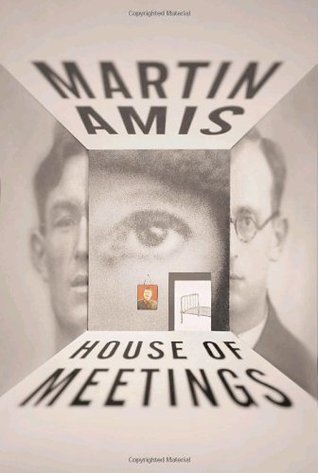 Copyrighted Material
MARTIN
AMIS
HOUSE OF
MEETINGS
Copyrighted Material